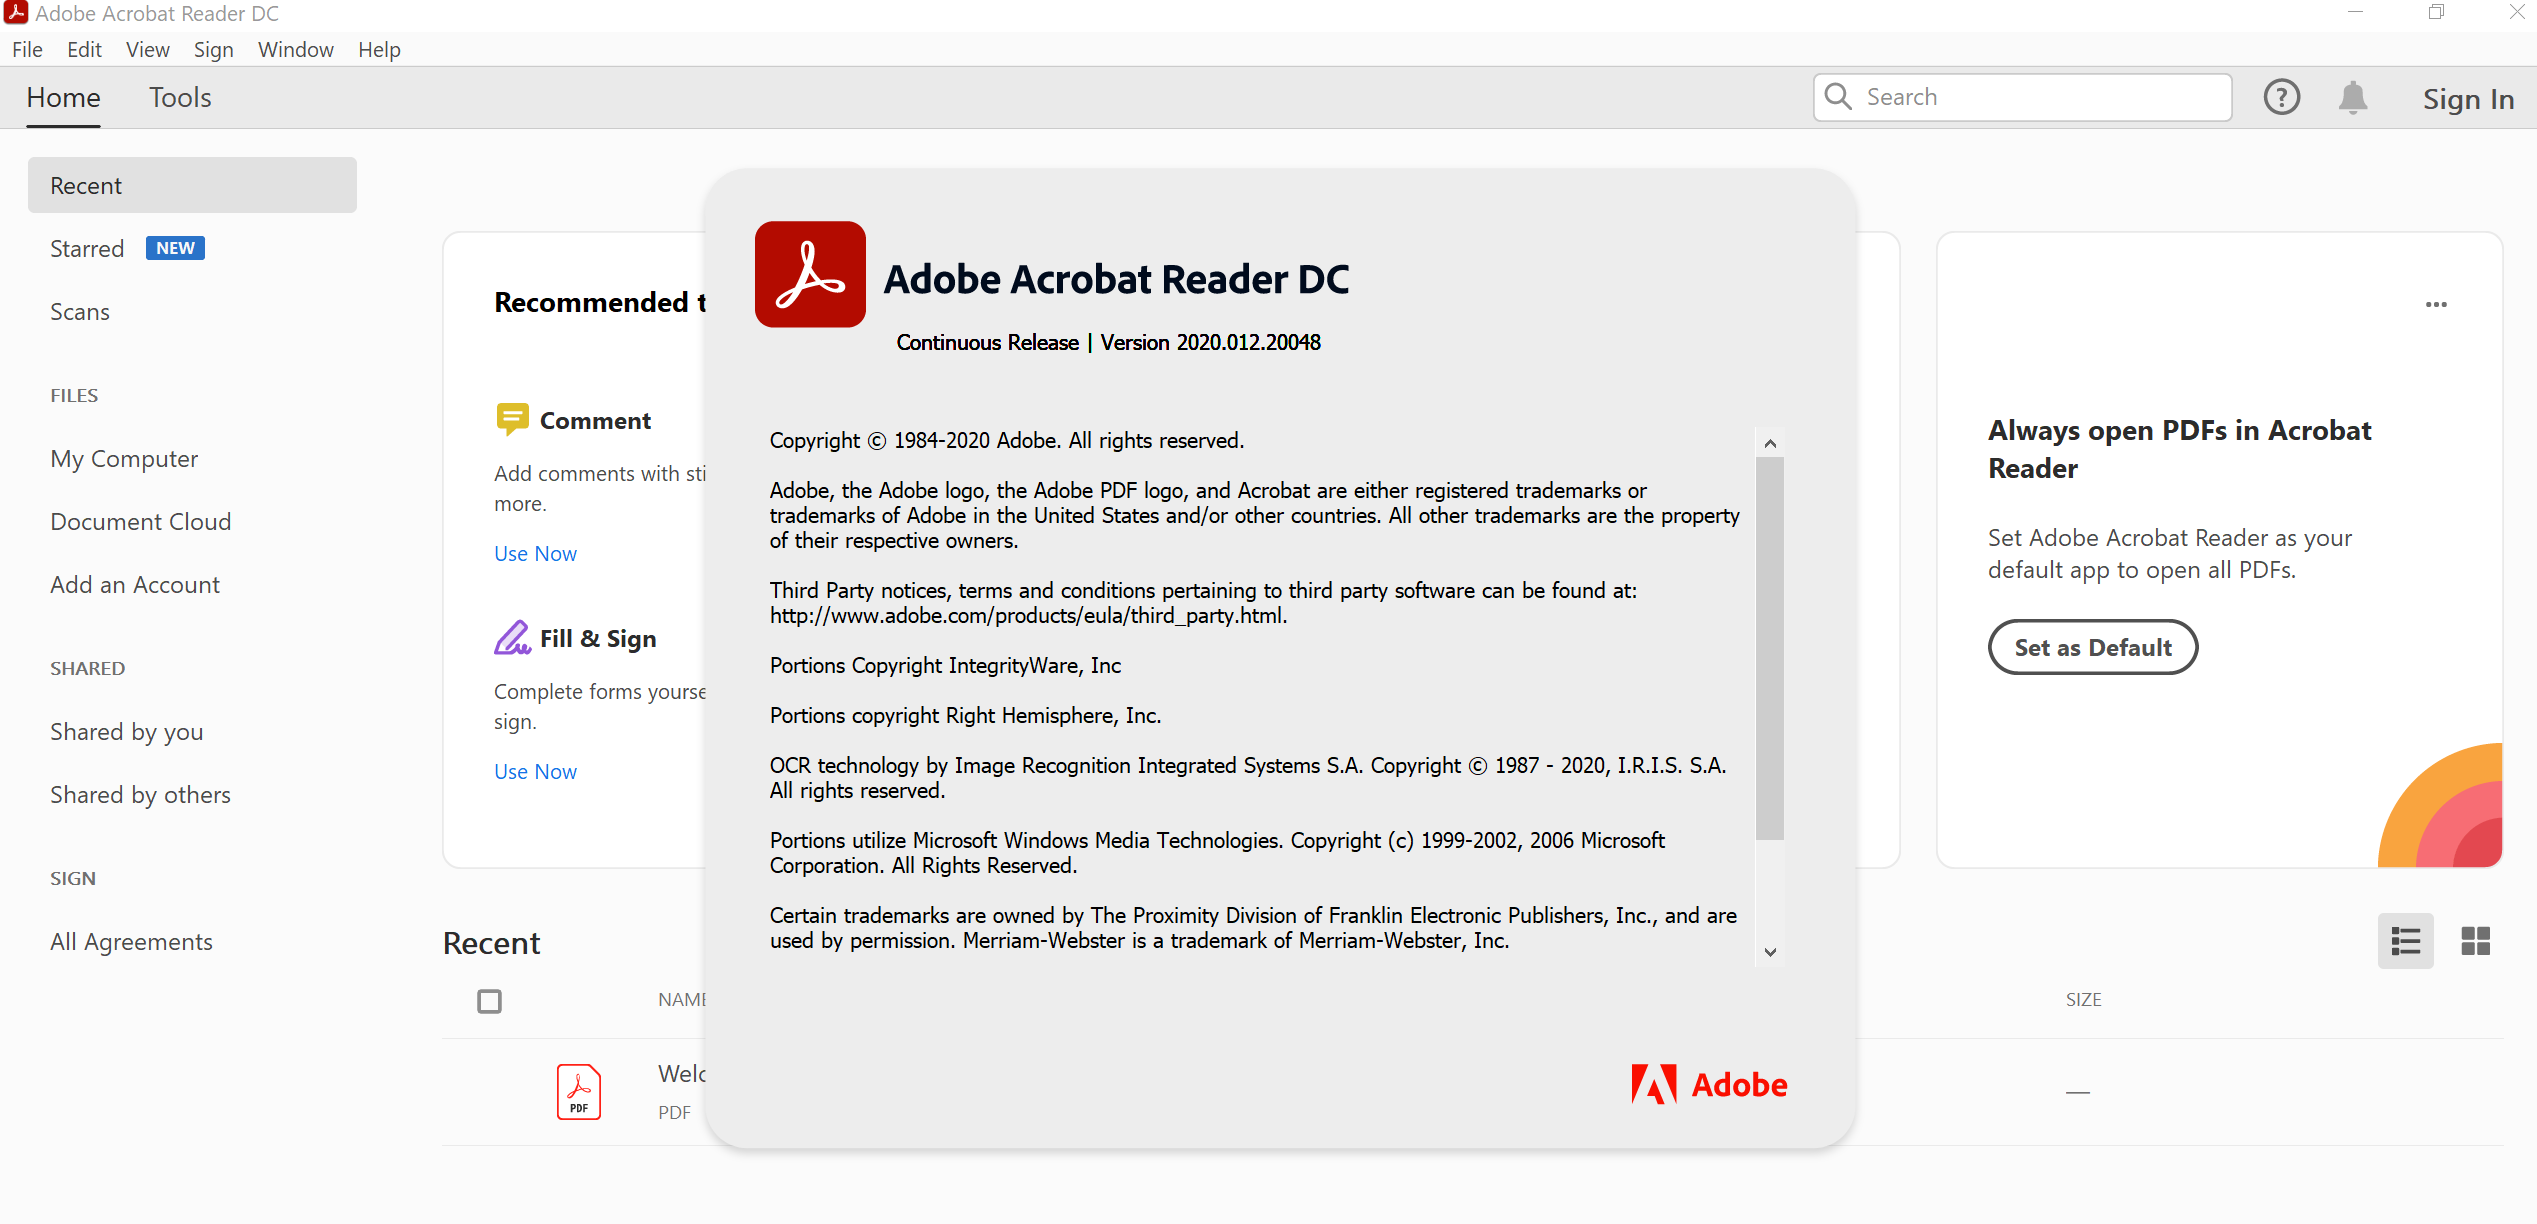 Adobe Acrobat Reader DC
File Edit View Sign Window Help
Home Tools
Search
Sign In
Recent
Starred NEW
Scans
FILES
My Computer
Document Cloud
Add an Account
SHARED
Shared by you
Shared by others
SIGN
All Agreements
Recommended t
Comment
Add comments with sti
more.
Use Now
Fill & Sign
Complete forms yourse
sign.
Use Now
Adobe Acrobat Reader DC
Continuous Release | Version 2020.012.20048
Copyright © 1984-2020 Adobe. All rights reserved.
Adobe, the Adobe logo, the Adobe PDF logo, and Acrobat are either registered trademarks or
trademarks of Adobe in the United States and/or other countries. All other trademarks are the property
of their respective owners.
Third Party notices, terms and conditions pertaining to third party software can be found at:
http://www.adobe.com/products/eula/third_party.html.
Portions Copyright IntegrityWare, Inc
Portions copyright Right Hemisphere, Inc.
OCR technology by Image Recognition Integrated Systems S.A. Copyright © 1987 - 2020, I.R.I.S. S.A.
All rights reserved.
Portions utilize Microsoft Windows Media Technologies. Copyright (c) 1999-2002, 2006 Microsoft
Corporation. All Rights Reserved.
Certain trademarks are owned by The Proximity Division of Franklin Electronic Publishers, Inc., and are
used by permission. Merriam-Webster is a trademark of Merriam-Webster, Inc.
Adobe
Always open PDFs in Acrobat
Reader
Set Adobe Acrobat Reader as your
default app to open all PDFs.
Set as Default
Recent
NAME SIZE
PDF
Welc
PDF
—